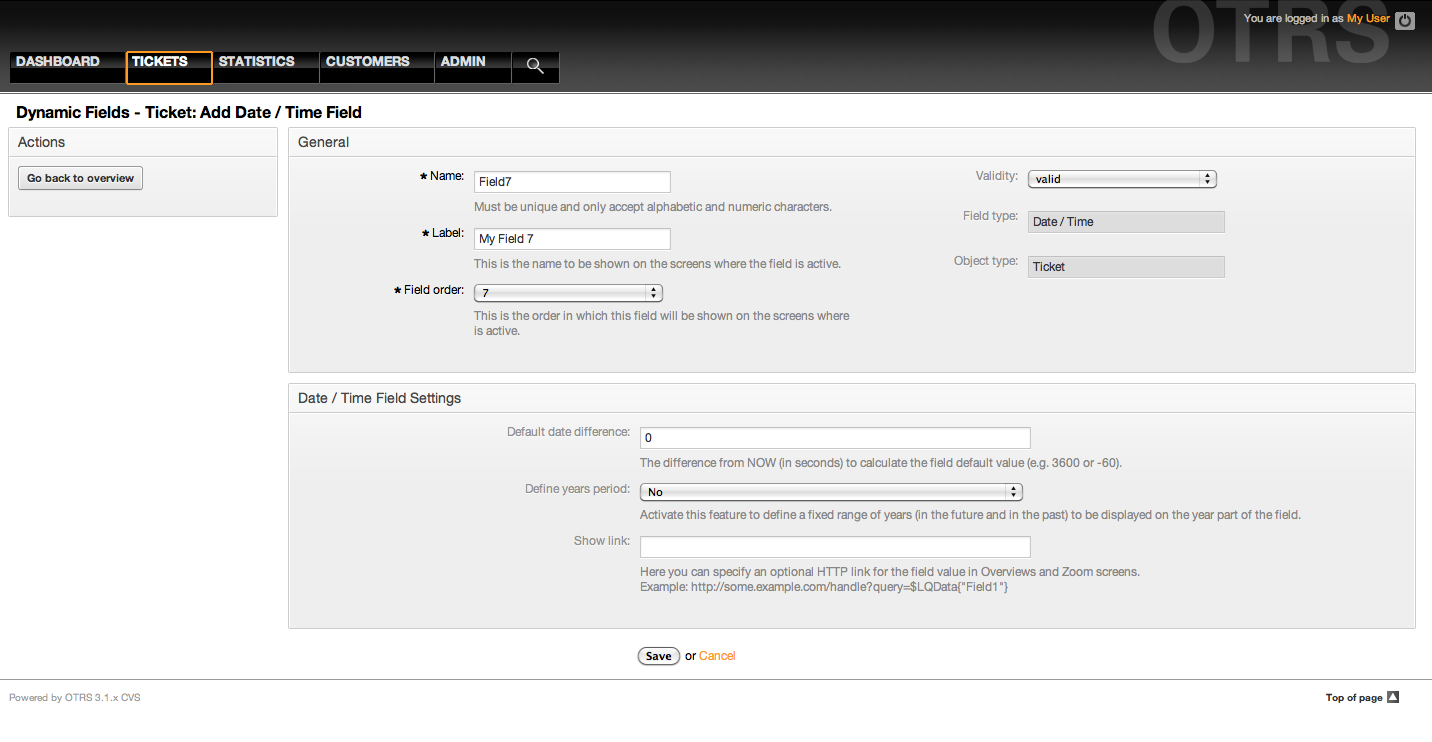 OTRS
You are logged in as My User
DASHBOARD TICKETS STATISTICS CUSTOMERS ADMIN
Dynamic Fields - Ticket: Add Date / Time Field
Actions
Go back to overview
General
★ Name: Field7
Must be unique and only accept alphabetic and numeric characters.
★ Label: My Field 7
This is the name to be shown on the screens where the field is active.
★ Field order: 7
This is the order in which this field will be shown on the screens where
is active.
Validity: valid
Field type: Date / Time
Object type: Ticket
Date / Time Field Settings
Default date difference: 0
The difference from NOW (in seconds) to calculate the field default value (e.g. 3600 or -60).
Define years period: No
Activate this feature to define a fixed range of years (in the future and in the past) to be displayed on the year part of the field.
Show link:
Here you can specify an optional HTTP link for the field value in Overviews and Zoom screens.
Example: http://some.example.com/handle?query=$LQData{"Field1"}
Save or Cancel
Powered by OTRS 3.1.x CVS
Top of page